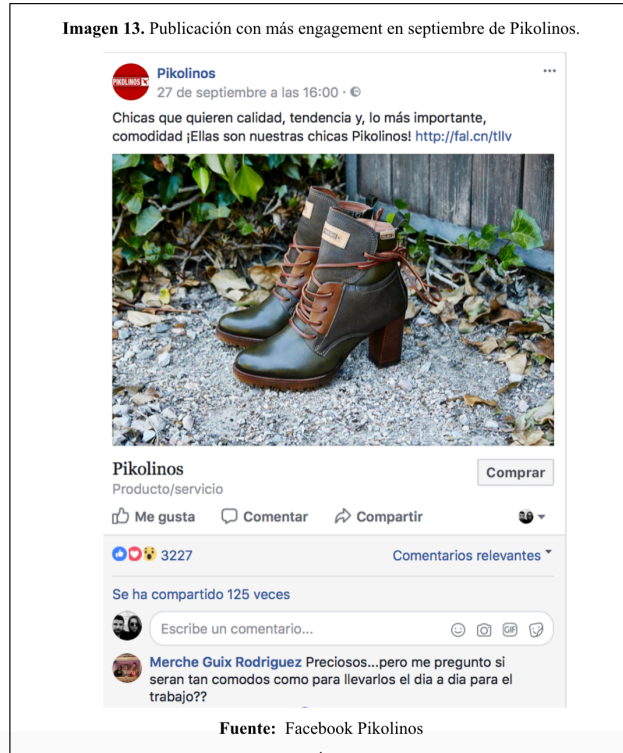 Imagen 13. Publicación con más engagement en septiembre de Pikolinos.
PIKOLINOS
Pikolinos
27 de septiembre a las 16:00 ·
Chicas que quieren calidad, tendencia y, lo más importante,
comodidad ¡Ellas son nuestras chicas Pikolinos! http://fal.cn/tIlv
Pikolinos
Comprar
Producto/servicio
Me gusta Comentar Compartir
3227 Comentarios relevantes
Se ha compartido 125 veces
Escribe un comentario... GIF
Merche Guix Rodriguez Preciosos...pero me pregunto si
seran tan comodos como para llevarlos el dia a dia para el
trabajo??
Fuente: Facebook Pikolinos